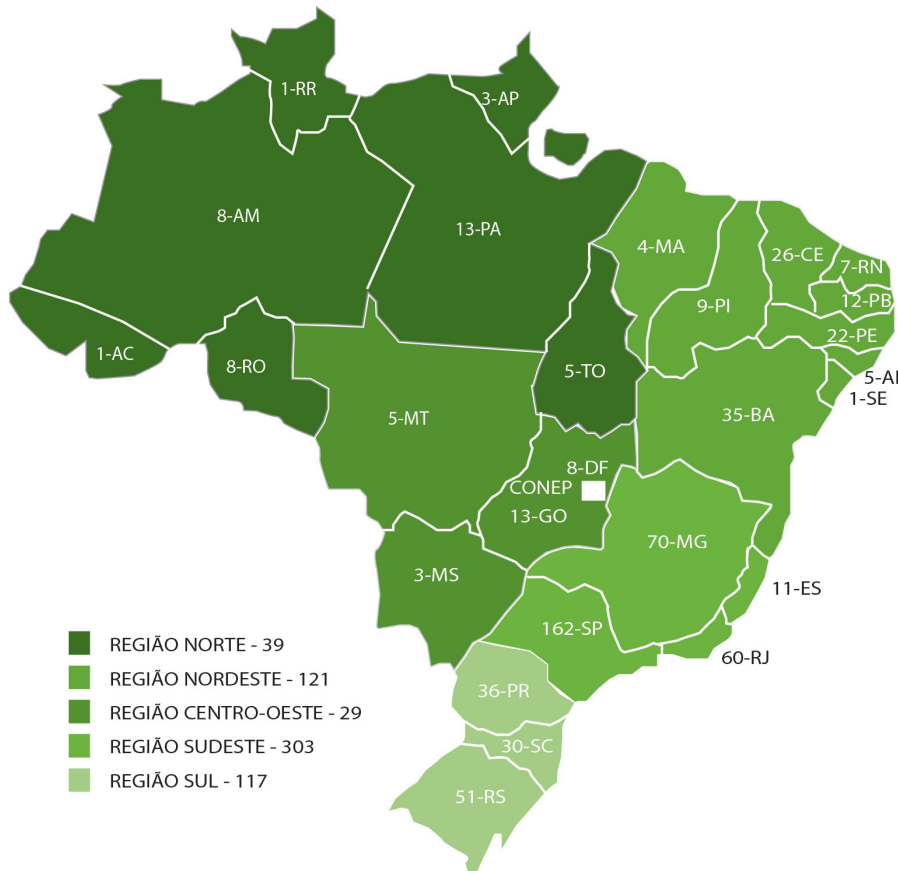 1-RR
3-AP
8-AM
13-PA
4-MA
26-CE
7-RN
9-PI
12-PB
22-PE
1-AC
8-RO
5-TO
5-AL
1-SE
5-MT
35-BA
8-DF
CONEP
13-GO
70-MG
3-MS
11-ES
162-SP
60-RJ
36-PR
30-SC
51-RS
REGIÃO NORTE - 39
REGIÃO NORDESTE - 121
REGIÃO CENTRO-OESTE - 29
REGIÃO SUDESTE - 303
REGIÃO SUL - 117